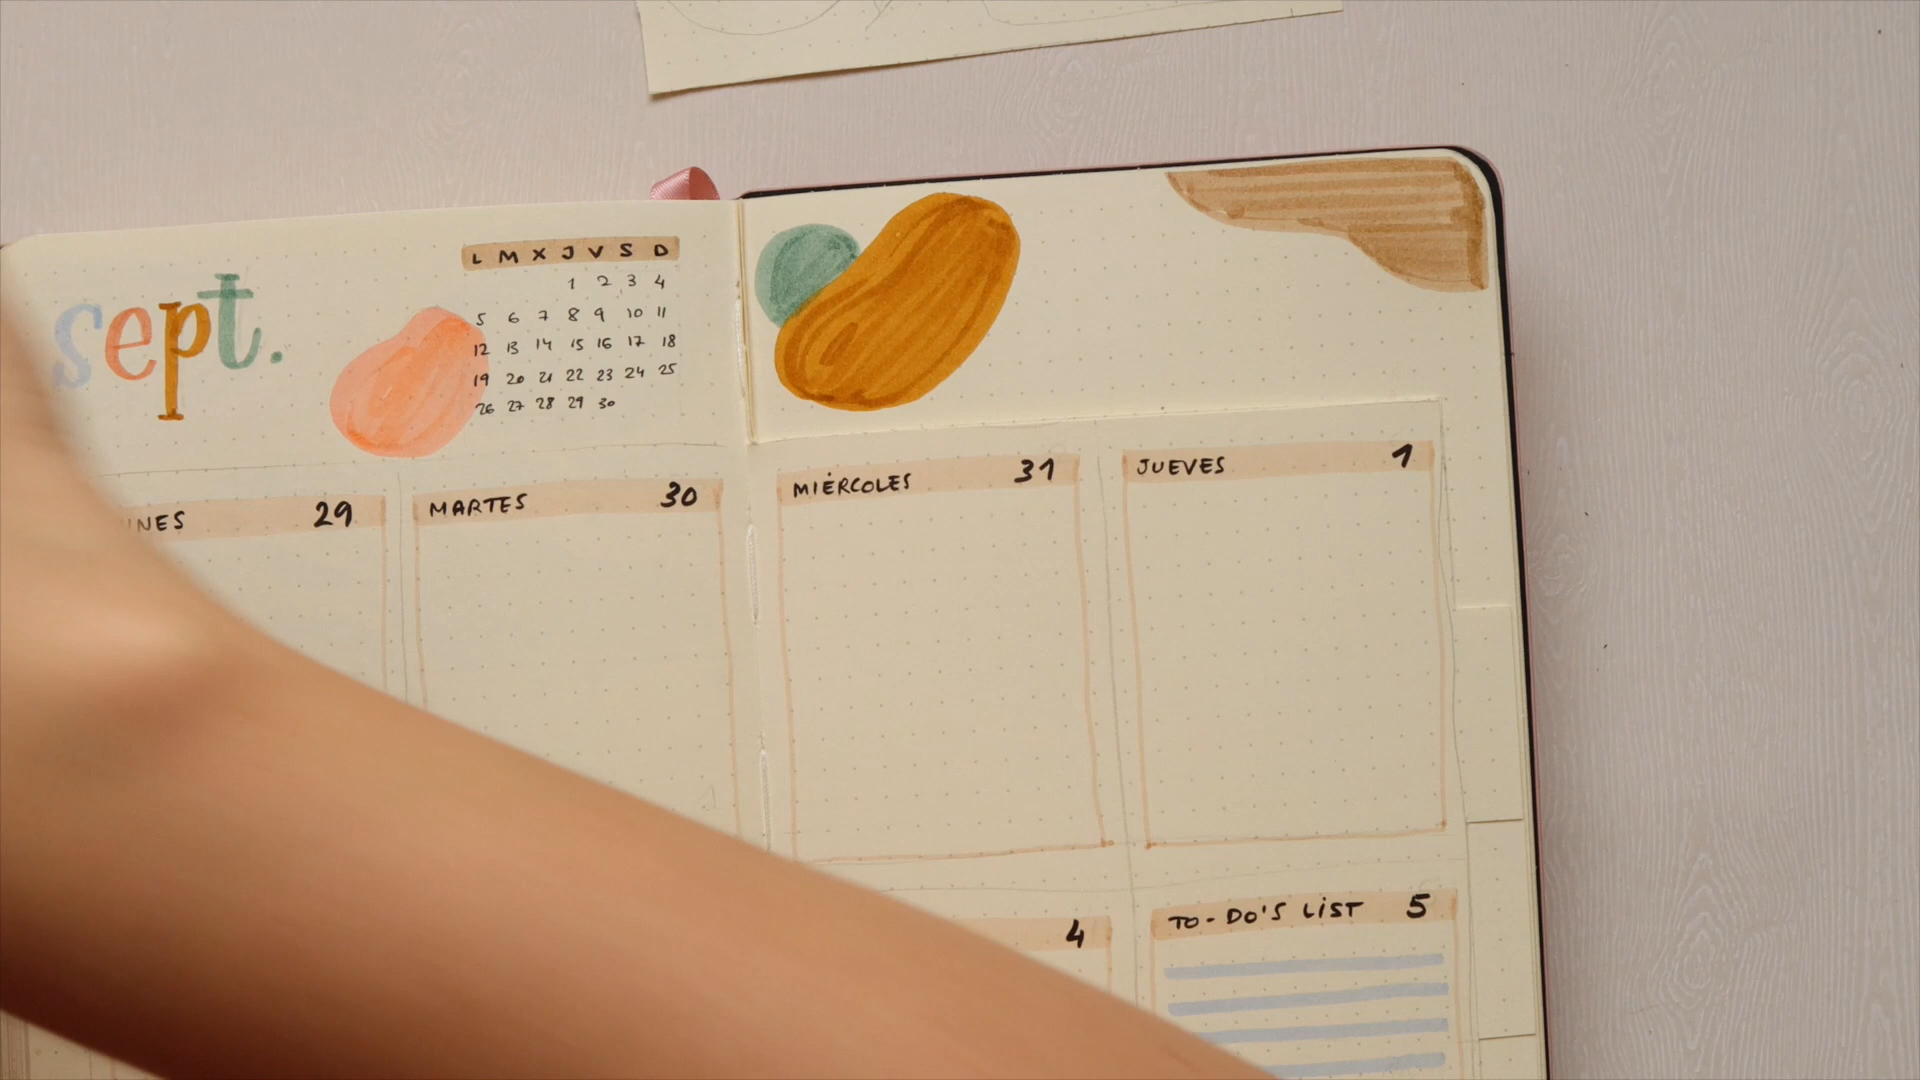 sept.
L M X J V S D
1 2 3 4
5 6 7 8 9 10 11
12 13 14 15 16 17 18
19 20 21 22 23 24 25
26 27 28 29 30
29
MARTES 30
MIÉRCOLES 31
JUEVES 1
4
TO-DO'S LIST 5